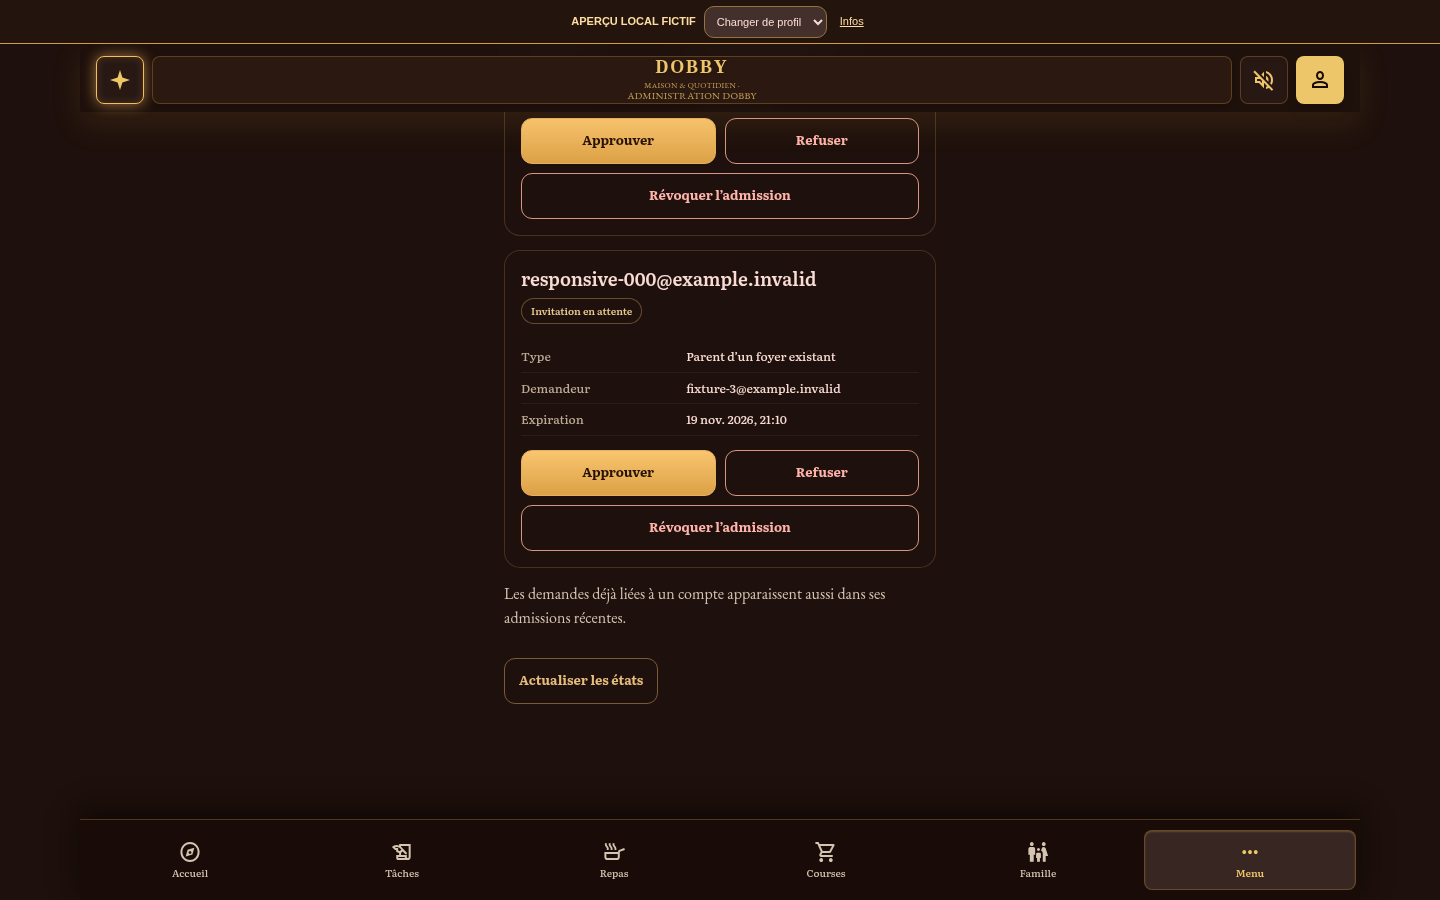 APERÇU LOCAL FICTIF Changer de profil Infos
DOBBY
MAISON & QUOTIDIEN ·
ADMINISTRATION DOBBY
Approuver Refuser
Révoquer l’admission
responsive-000@example.invalid
Invitation en attente
Type Parent d’un foyer existant
Demandeur fixture-3@example.invalid
Expiration 19 nov. 2026, 21:10
Approuver Refuser
Révoquer l’admission
Les demandes déjà liées à un compte apparaissent aussi dans ses
admissions récentes.
Actualiser les états
Accueil Tâches Repas Courses Famille Menu